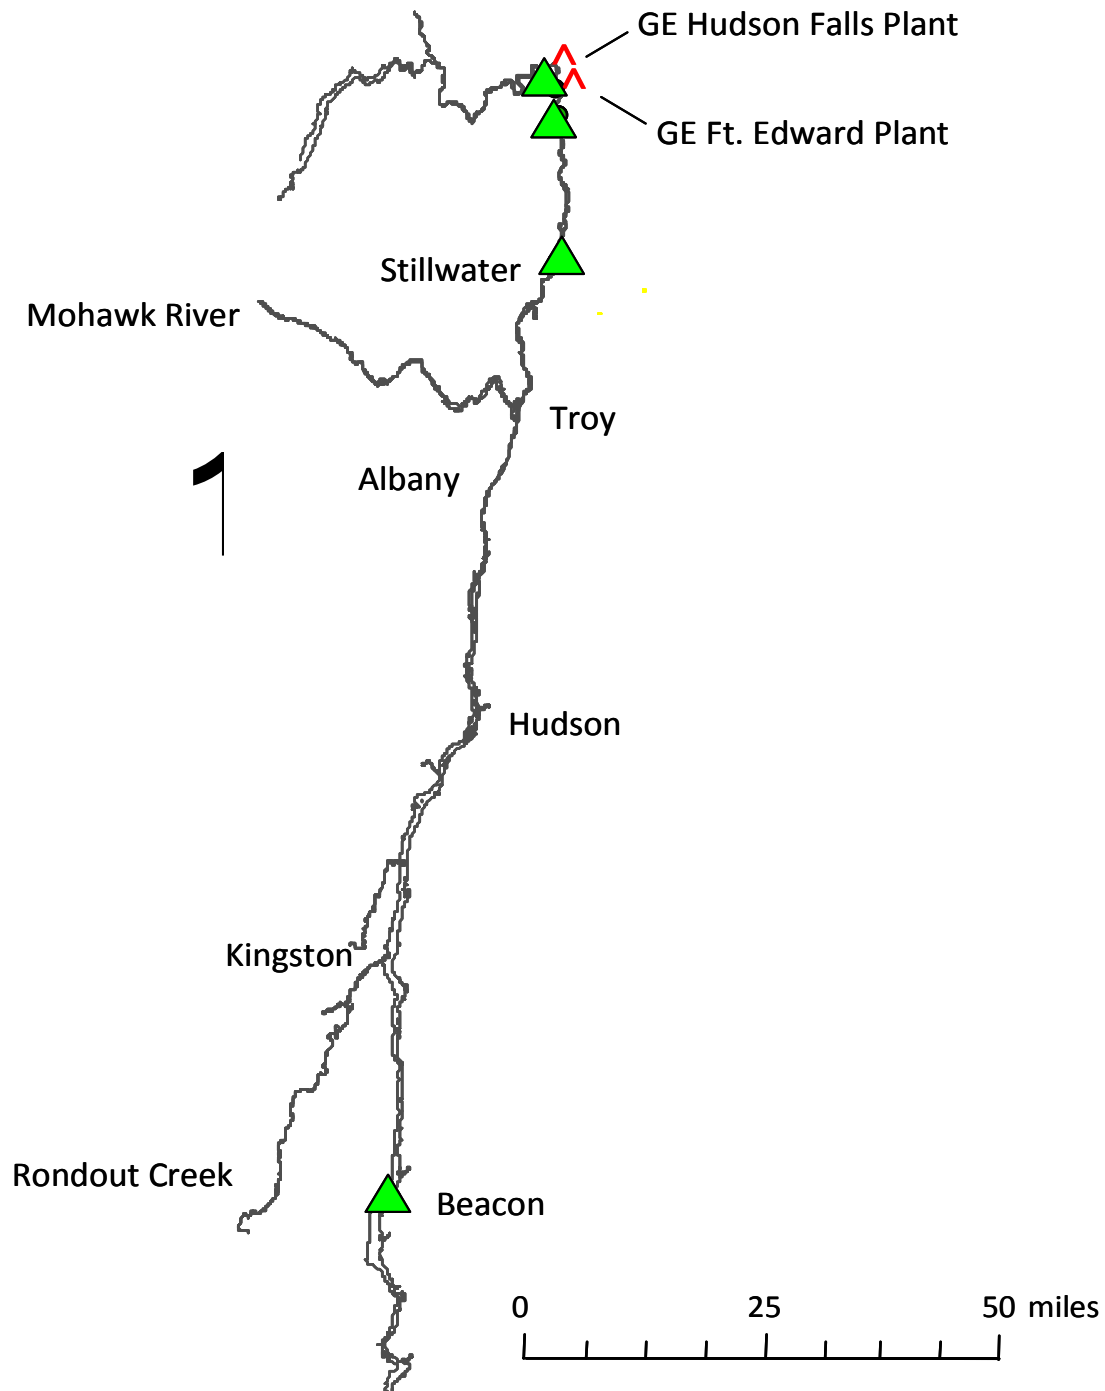 GE Hudson Falls Plant
GE Ft. Edward Plant
Stillwater
Mohawk River
Troy
Albany
1
Hudson
Kingston
Rondout Creek
Beacon
0 25 50 miles